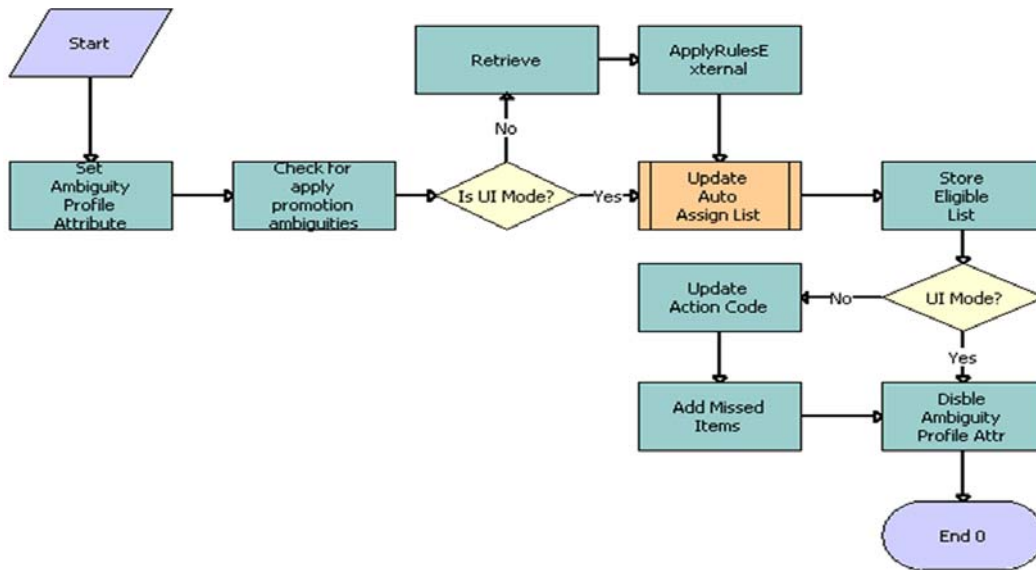 Start
Retrieve
ApplyRulesE
xternal
No
Set
Ambiguity
Profile
Attribute
Check for
apply
promotion
ambiguities
Is UI Mode?
Yes
Update
Auto
Assign List
Store
Eligible
List
Update
Action Code
No
UI Mode?
Yes
Add Missed
Items
Disble
Ambiguity
Profile Attr
End 0